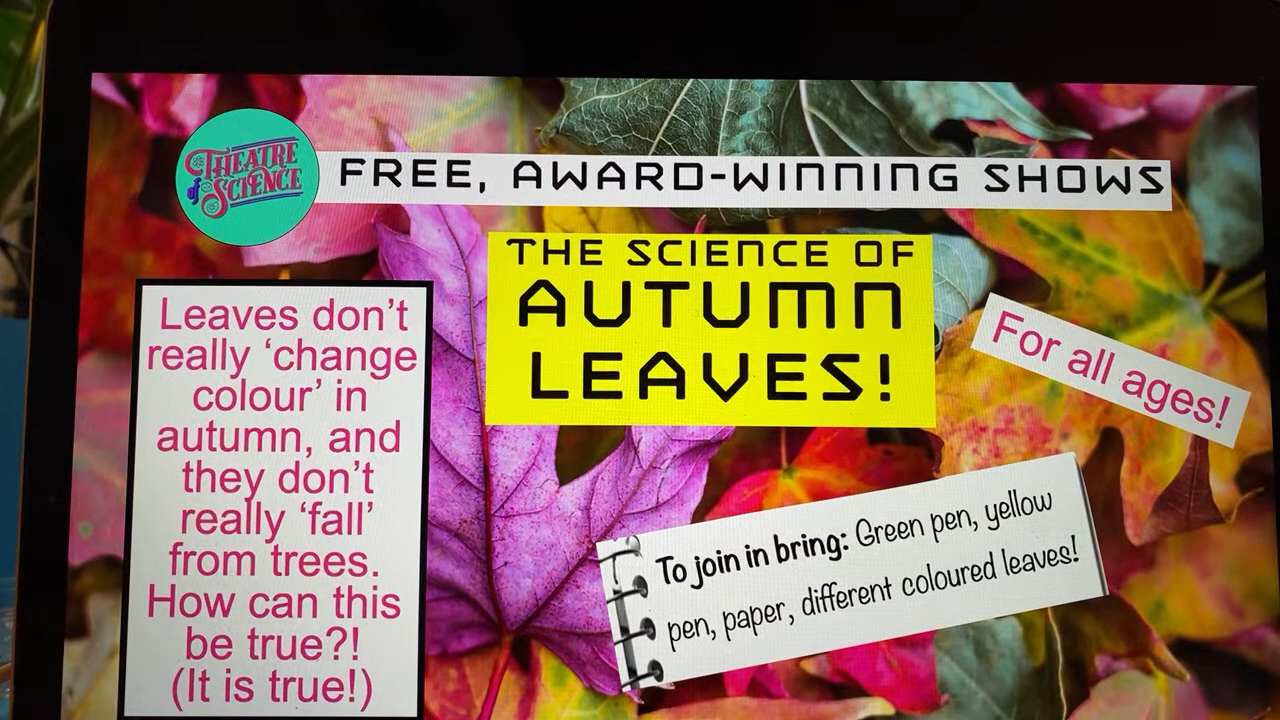 THEATRE
of SCIENCE
FREE, AWARD-WINNING SHOWS
THE SCIENCE OF
AUTUMN
LEAVES!
Leaves don't
really ‘change
colour’ in
autumn, and
they don't
really ‘fall’
from trees.
How can this
be true?!
(It is true!)
For all ages!
To join in bring: Green pen, yellow
pen, paper, different coloured leaves!